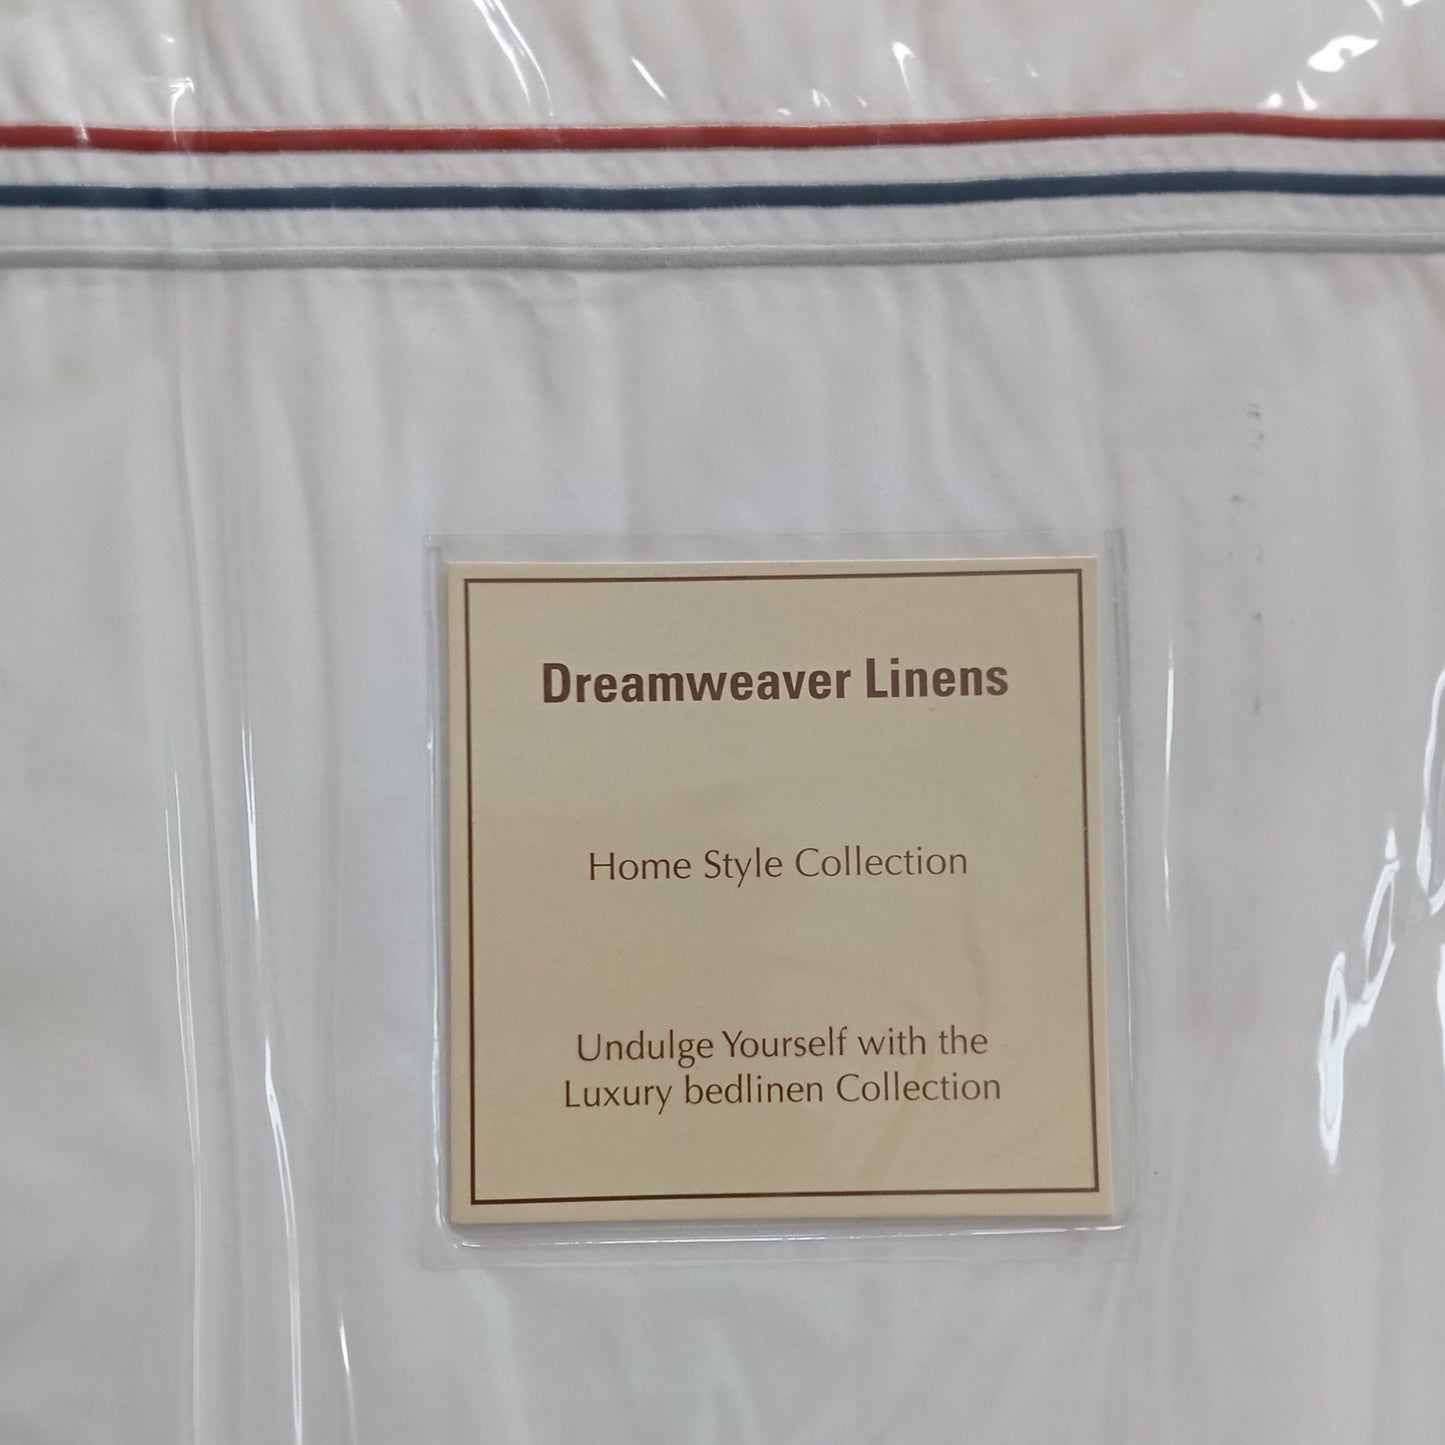 Dreamweaver Linens
Home Style Collection
Undulge Yourself with the
Luxury bedlinen Collection